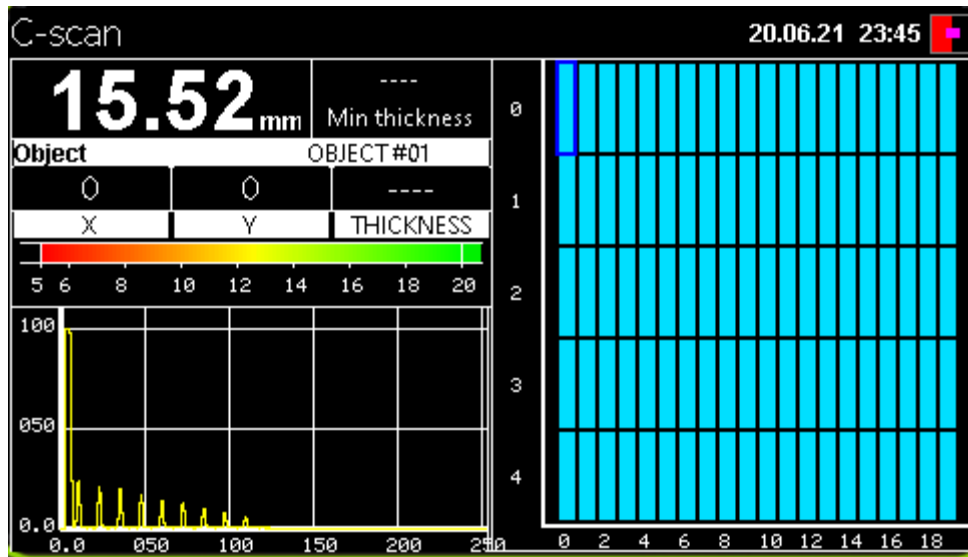 C-scan 20.06.21 23:45
15.52 mm
----
Min thickness
Object OBJECT #01
0 0 ----
X Y THICKNESS
5 6 8 10 12 14 16 18 20
100
050
0.0
0.0 050 100 150 200 250
0
1
2
3
4
0 2 4 6 8 10 12 14 16 18